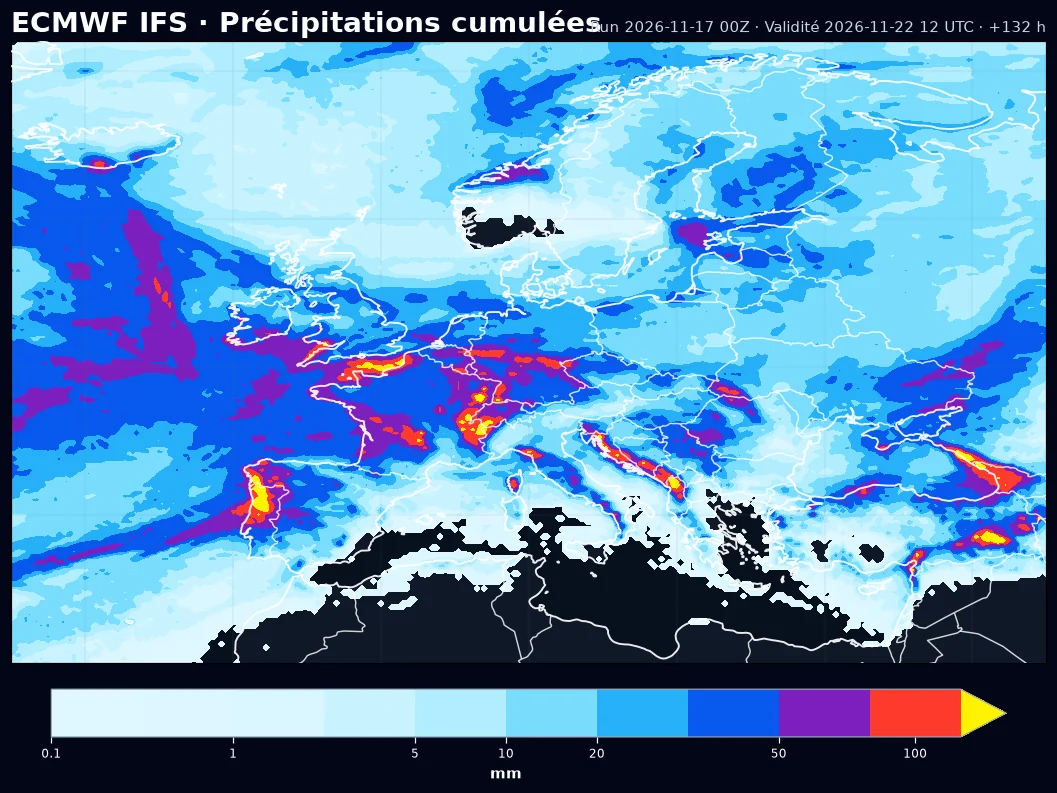 ECMWF IFS · Précipitations cumulées
Run 2026-11-17 00Z · Validité 2026-11-22 12 UTC · +132 h
0.1 1 5 10 20 50 100
mm